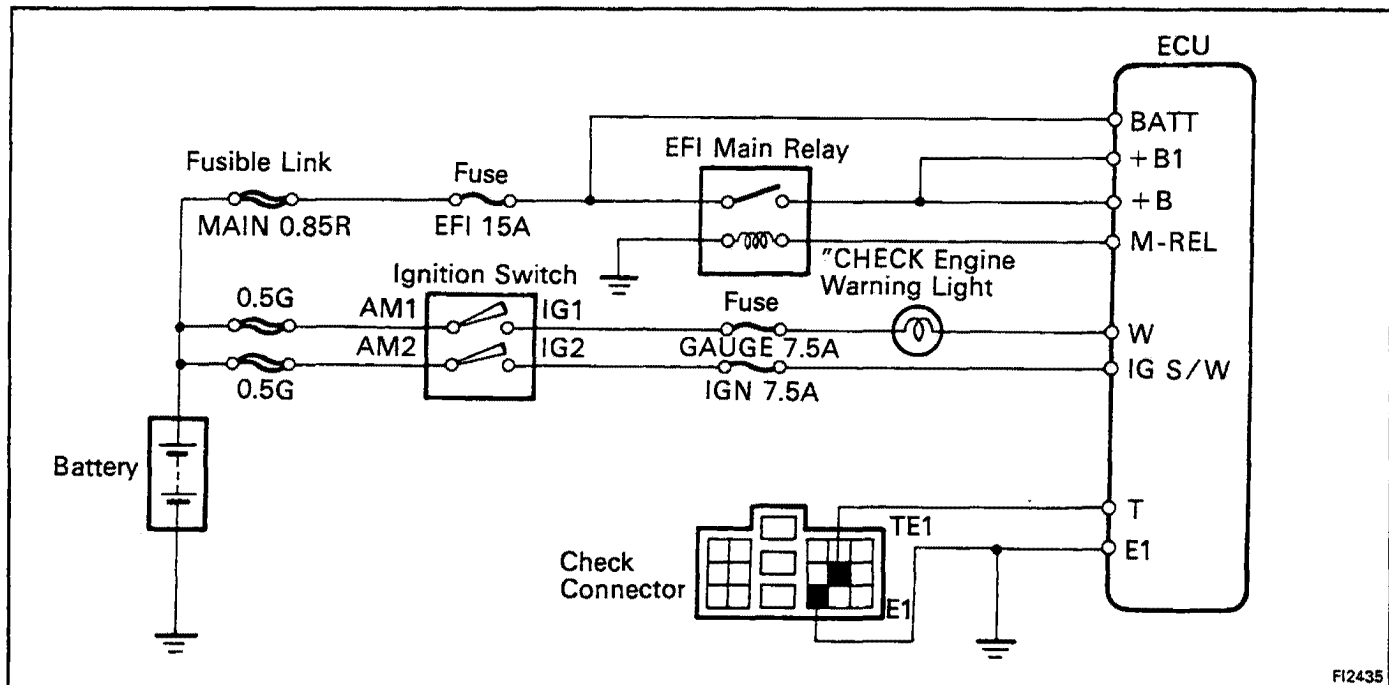 ECU
BATT
EFI Main Relay
+B1
Fusible Link
Fuse
+B
MAIN 0.85R
EFI 15A
M-REL
"CHECK Engine
Warning Light
Ignition Switch
0.5G
AM1
IG1
Fuse
W
AM2
IG2
GAUGE 7.5A
IG S/W
0.5G
IGN 7.5A
Battery
T
TE1
E1
Check
Connector
E1
FI2435